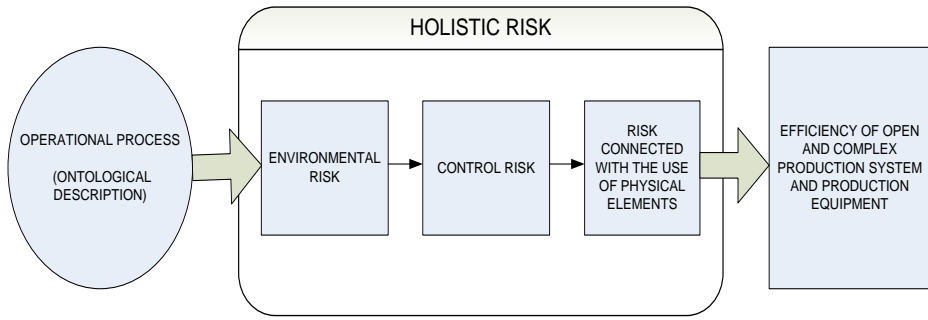 HOLISTIC RISK
OPERATIONAL PROCESS
(ONTOLOGICAL
DESCRIPTION)
ENVIRONMENTAL
RISK
CONTROL RISK
RISK
CONNECTED
WITH THE USE
OF PHYSICAL
ELEMENTS
EFFICIENCY OF OPEN
AND COMPLEX
PRODUCTION SYSTEM
AND PRODUCTION
EQUIPMENT